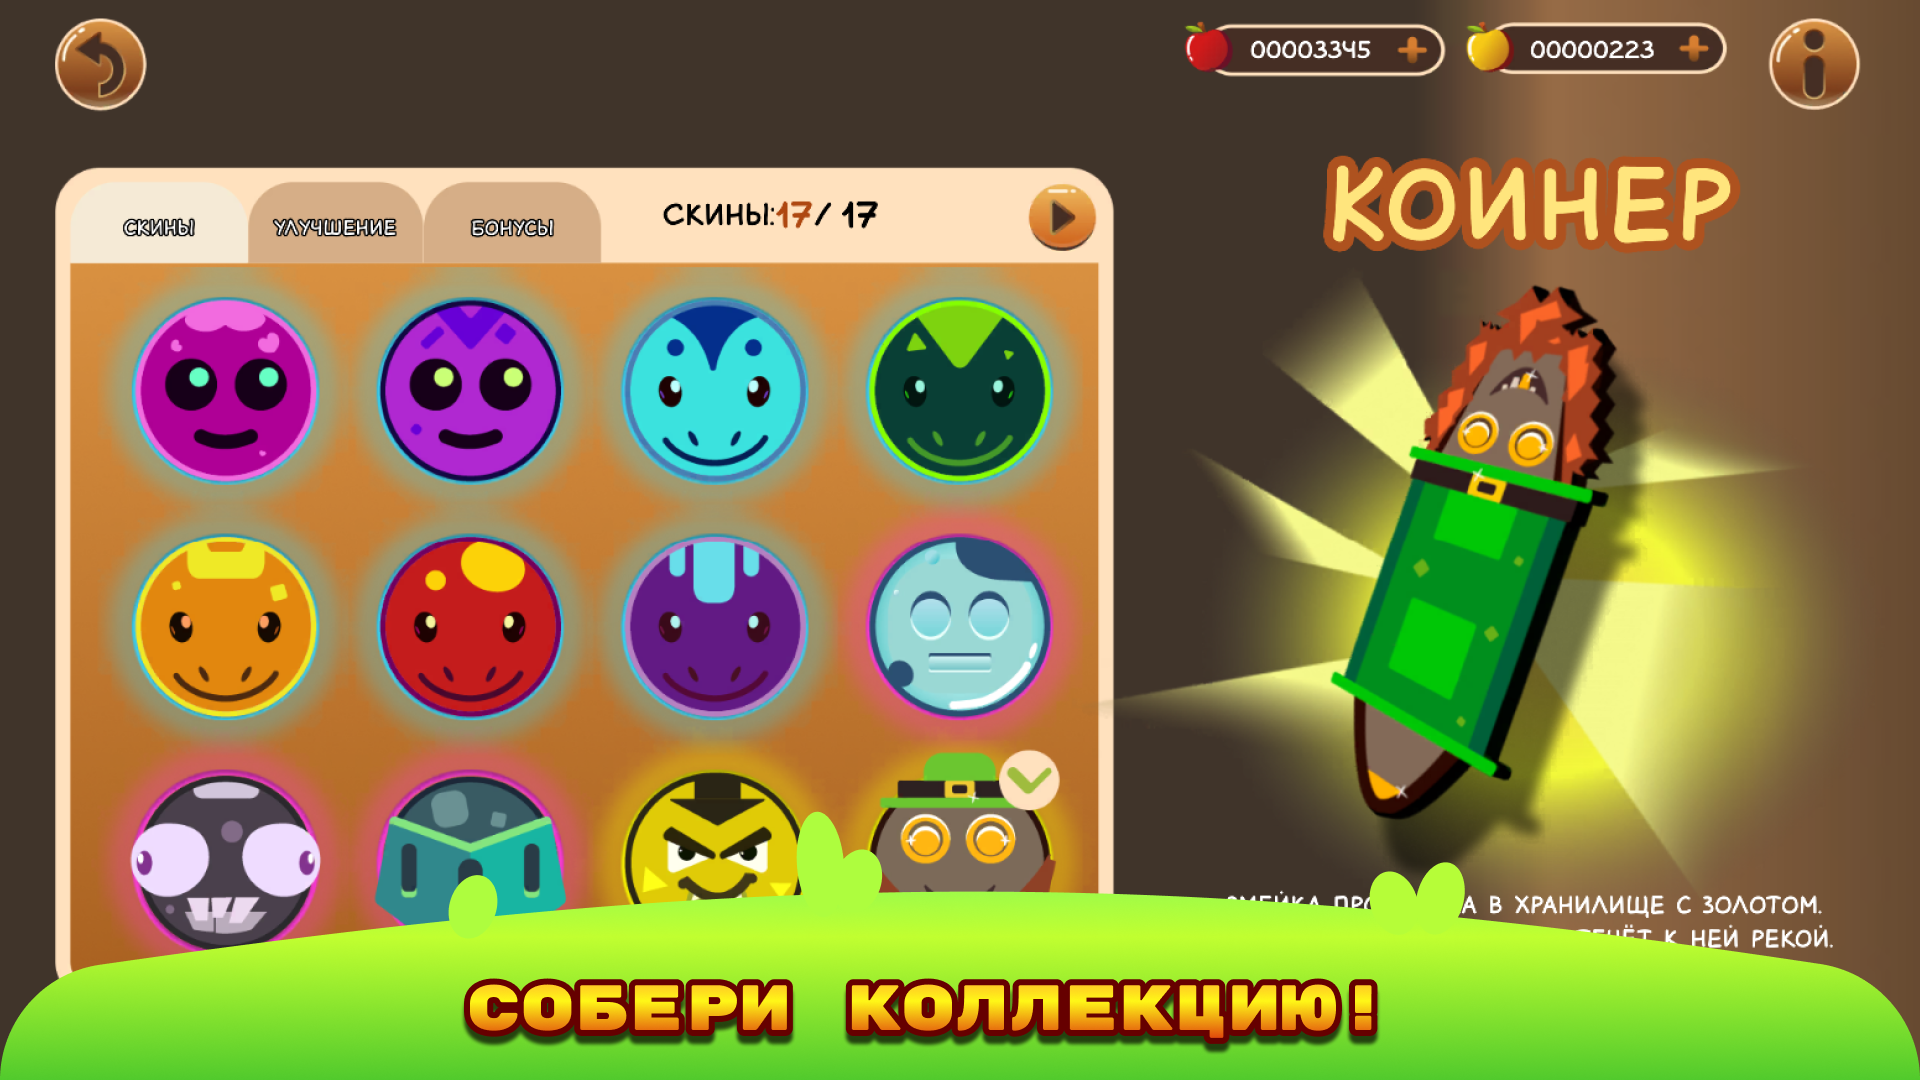 00003345
00000223
СКИНЫ
УЛУЧШЕНИЕ
БОНУСЫ
СКИНЫ:17/ 17
КОИНЕР
В ХРАНИЛИЩЕ С ЗОЛОТОМ.
К НЕЙ РЕКОЙ.
СОБЕРИ КОЛЛЕКЦИЮ!